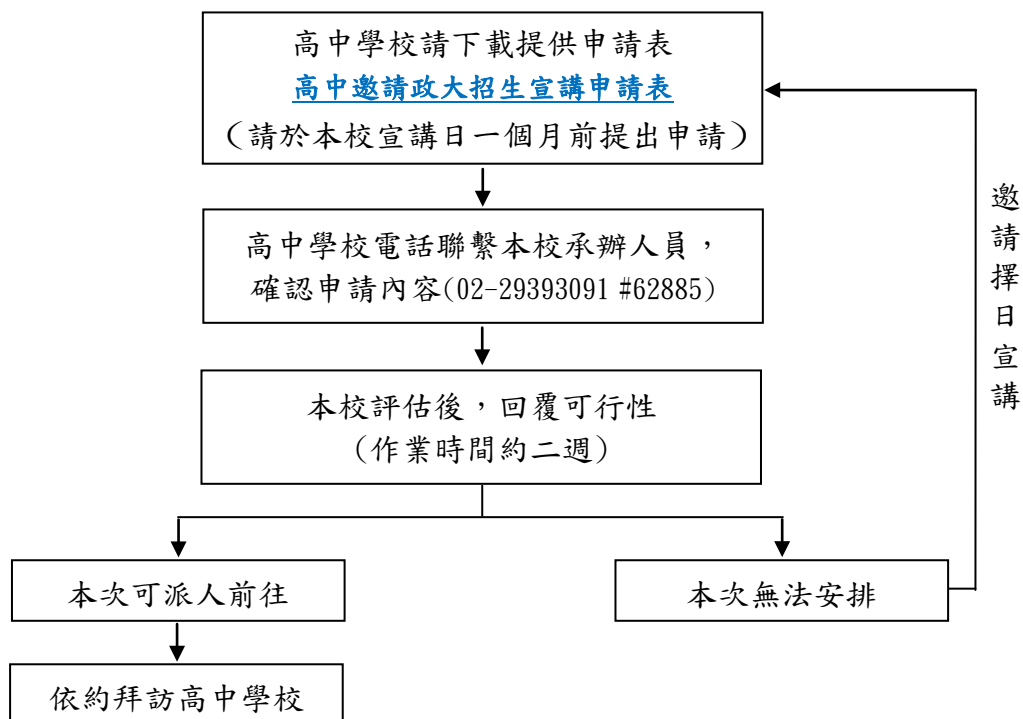 高中學校請下載提供申請表
高中邀請政大招生宣講申請表
（請於本校宣講日一個月前提出申請）
高中學校電話聯繫本校承辦人員，
確認申請內容(02-29393091 #62885)
本校評估後，回覆可行性
(作業時間約二週)
本次可派人前往
本次無法安排
依約拜訪高中學校
邀請擇日宣講